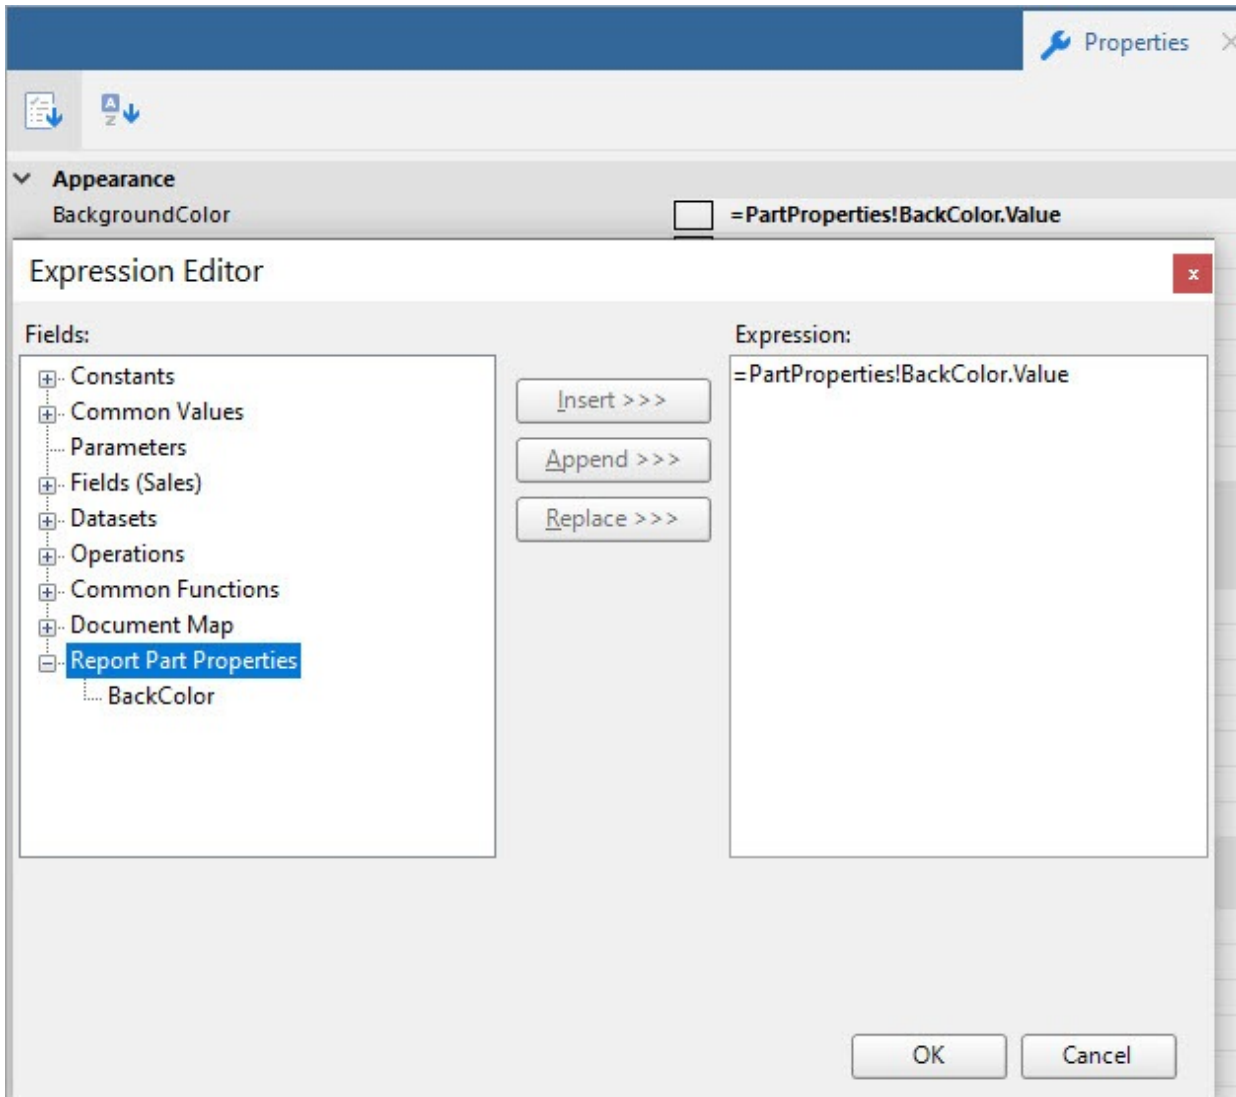 Properties
A
Z
Appearance
BackgroundColor =PartProperties!BackColor.Value
Expression Editor
x
Fields: Expression:
Constants =PartProperties!BackColor.Value
Common Values Insert >>>
Parameters
Fields (Sales) Append >>>
Datasets Replace >>>
Operations
Common Functions
Document Map
Report Part Properties
BackColor
OK Cancel